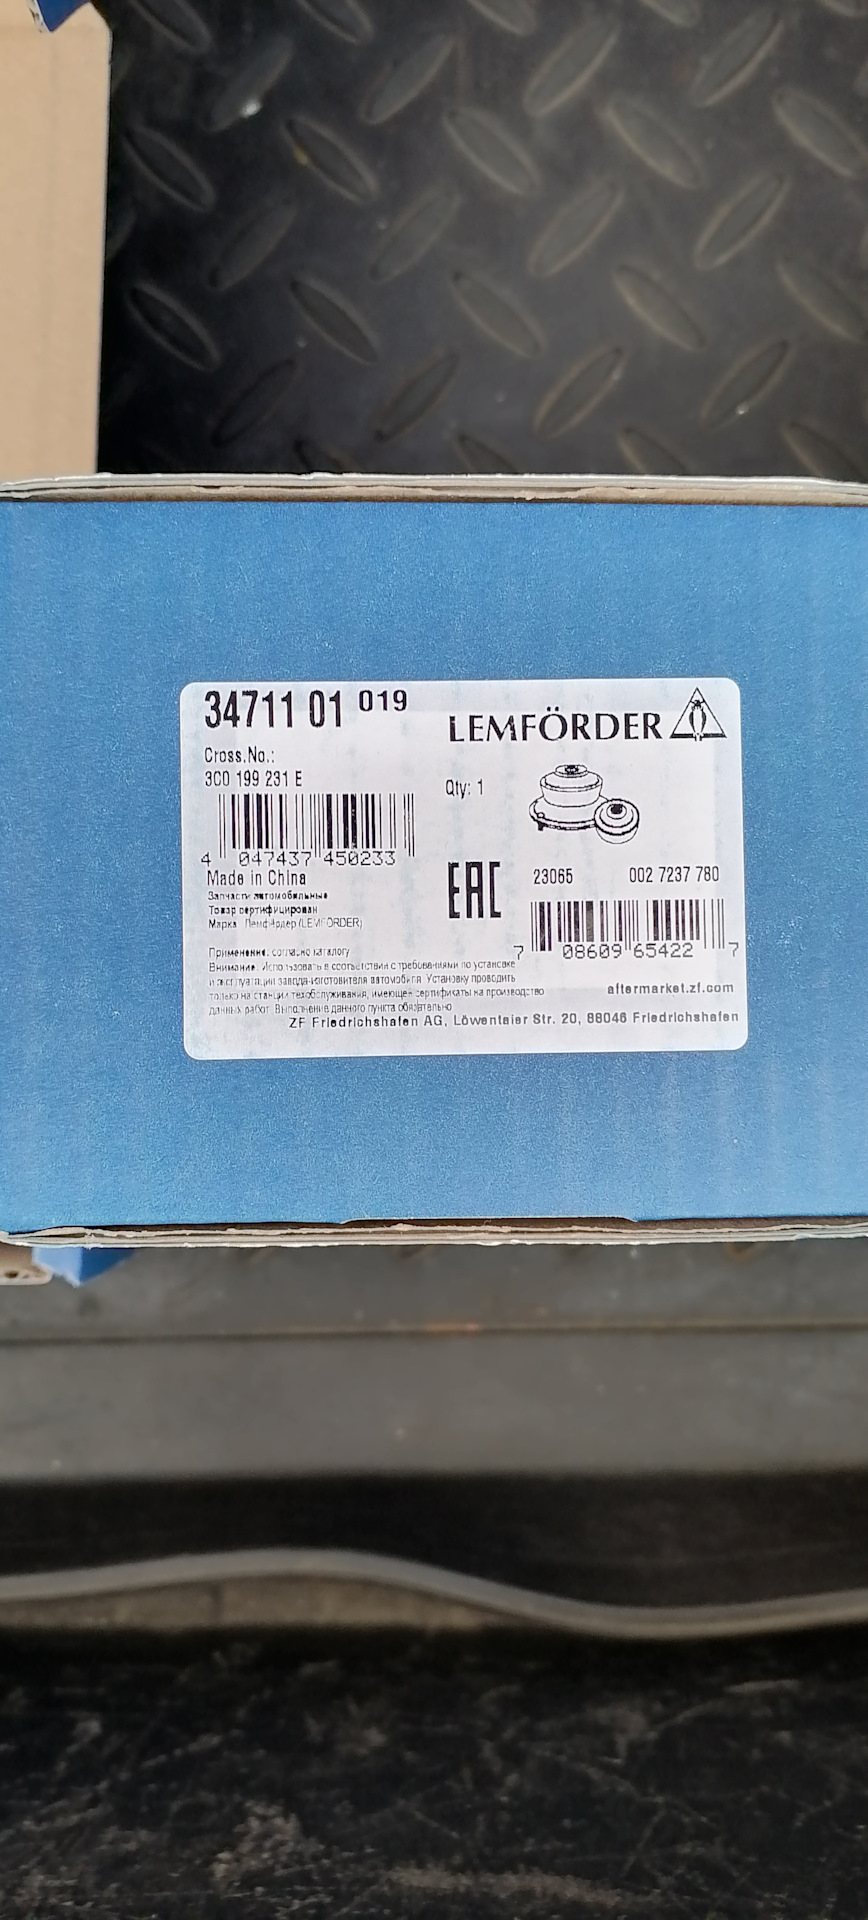 34711 01 019
LEMFÖRDER
Cross.No.:
3C0 199 231 E
Qty: 1
4 047437 450233
Made in China
EAC
23065 002 7237 780
Запчасти автомобильные
Товар сертифицирован
Марка Лемфёрдер (LEMFÖRDER)
7 08609 65422 7
Применение: согласно каталогу
Внимание: Использовать в соответствии с требованиями по установке
и эксплуатации завода-изготовителя автомобиля. Установку проводить
только на станции техобслуживания, имеющей сертификаты на производство
данных работ. Выполнение данного пункта обязательно
aftermarket.zf.com
ZF Friedrichshafen AG, Löwentaler Str. 20, 88046 Friedrichshafen